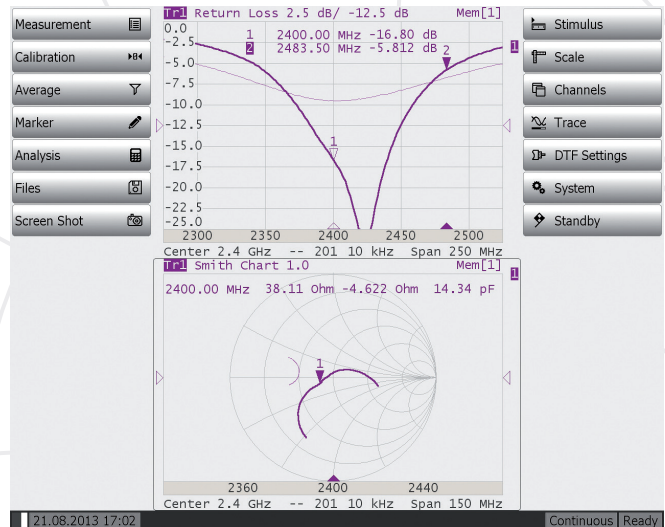 Measurement
Calibration
Average
Marker
Analysis
Files
Screen Shot
Tr1 Return Loss 2.5 dB/ -12.5 dB Mem[1]
0.0
-2.5
-5.0
-7.5
-10.0
-12.5
-15.0
-17.5
-20.0
-22.5
-25.0
1 2400.00 MHz -16.80 dB
2 2483.50 MHz -5.812 dB
2
1
1
2300 2350 2400 2450 2500
Center 2.4 GHz -- 201 10 kHz Span 250 MHz
Tr1 Smith Chart 1.0 Mem[1]
1
2400.00 MHz 38.11 Ohm -4.622 Ohm 14.34 pF
1
2360 2400 2440
Center 2.4 GHz -- 201 10 kHz Span 150 MHz
Stimulus
Scale
Channels
Trace
DTF Settings
System
Standby
21.08.2013 17:02
Continuous Ready